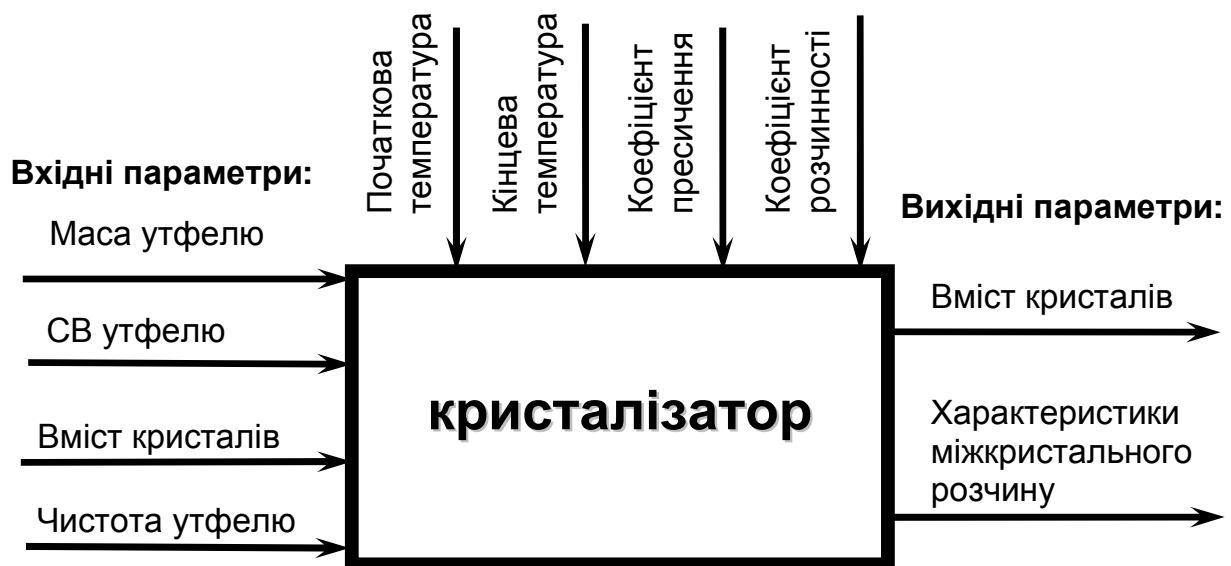 Початкова
температура
Кінцева
температура
Коефіцієнт
пресичення
Коефіцієнт
розчинності
Вхідні параметри:
Маса утфелю
СВ утфелю
Вміст кристалів
Чистота утфелю
кристалізатор
Вихідні параметри:
Вміст кристалів
Характеристики
міжкристального
розчину